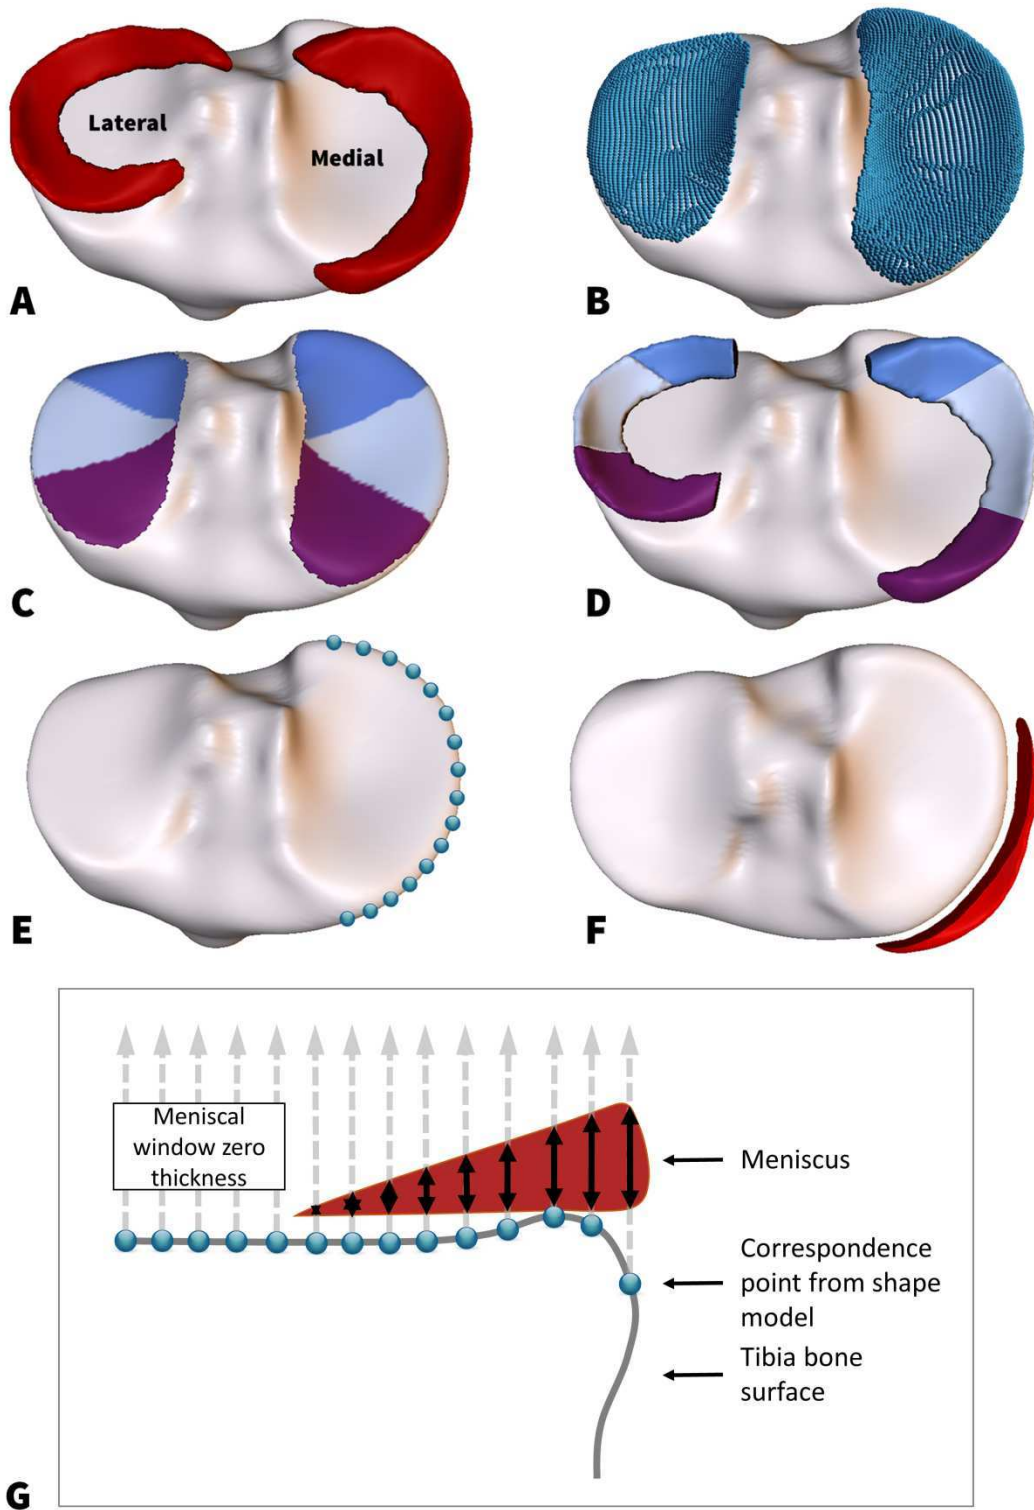 Lateral
Medial
A
B
C
D
E
F
Meniscal
window zero
thickness
Meniscus
Correspondence
point from shape
model
Tibia bone
surface
G